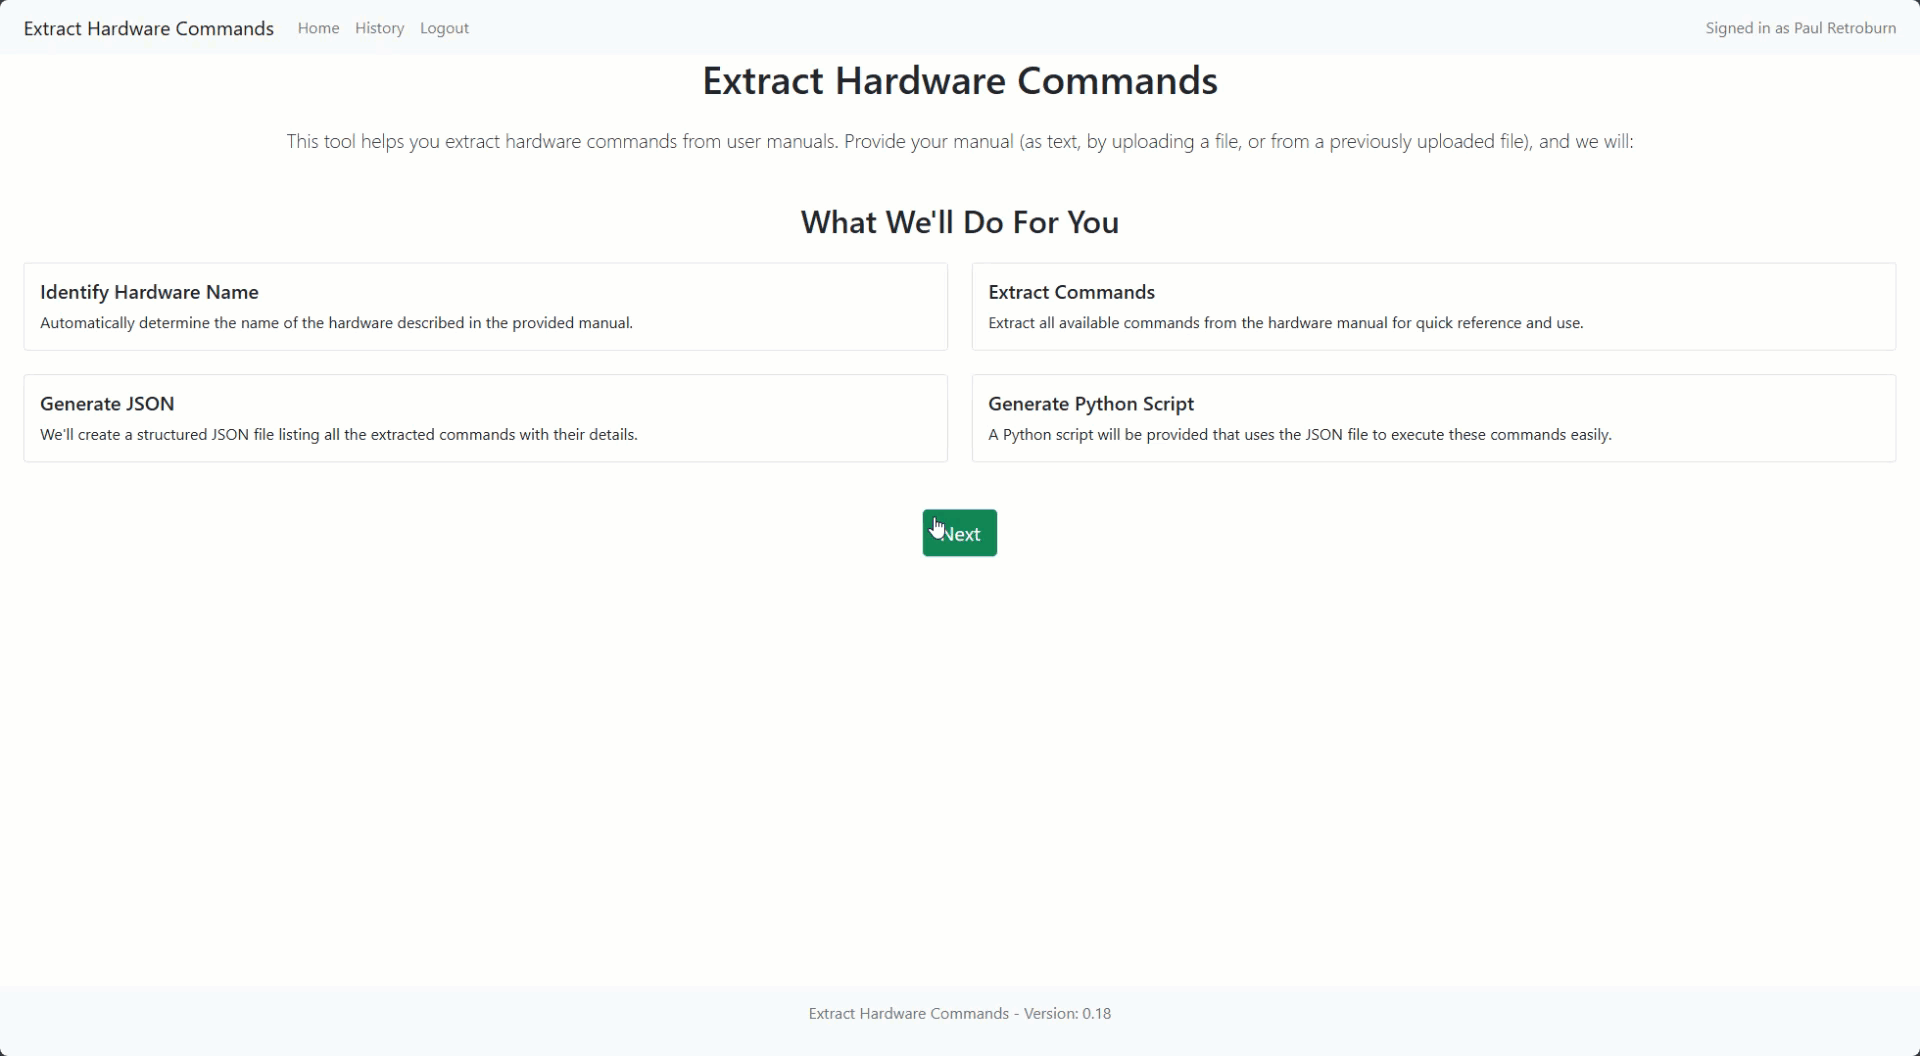 Extract Hardware Commands Home History Logout Signed in as Paul Retroburn
Extract Hardware Commands
This tool helps you extract hardware commands from user manuals. Provide your manual (as text, by uploading a file, or from a previously uploaded file), and we will:
What We'll Do For You
Identify Hardware Name
Automatically determine the name of the hardware described in the provided manual.
Extract Commands
Extract all available commands from the hardware manual for quick reference and use.
Generate JSON
We'll create a structured JSON file listing all the extracted commands with their details.
Generate Python Script
A Python script will be provided that uses the JSON file to execute these commands easily.
Next
Extract Hardware Commands - Version: 0.18